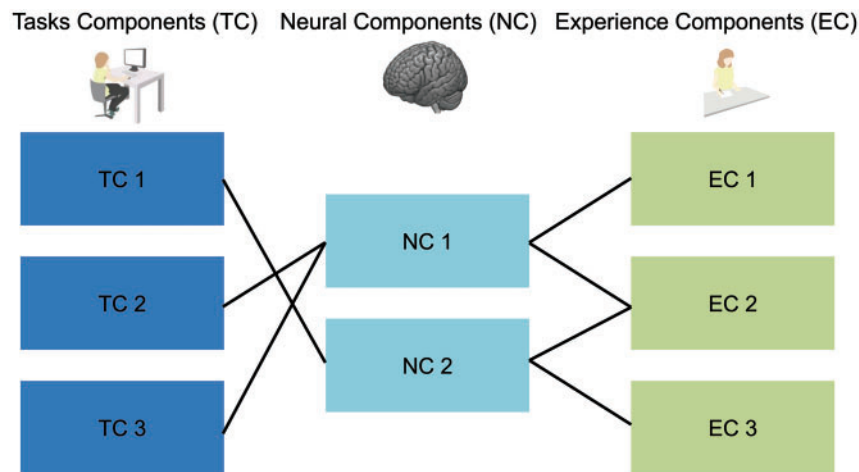 Tasks Components (TC)
Neural Components (NC)
Experience Components (EC)
TC 1
TC 2
TC 3
NC 1
NC 2
EC 1
EC 2
EC 3